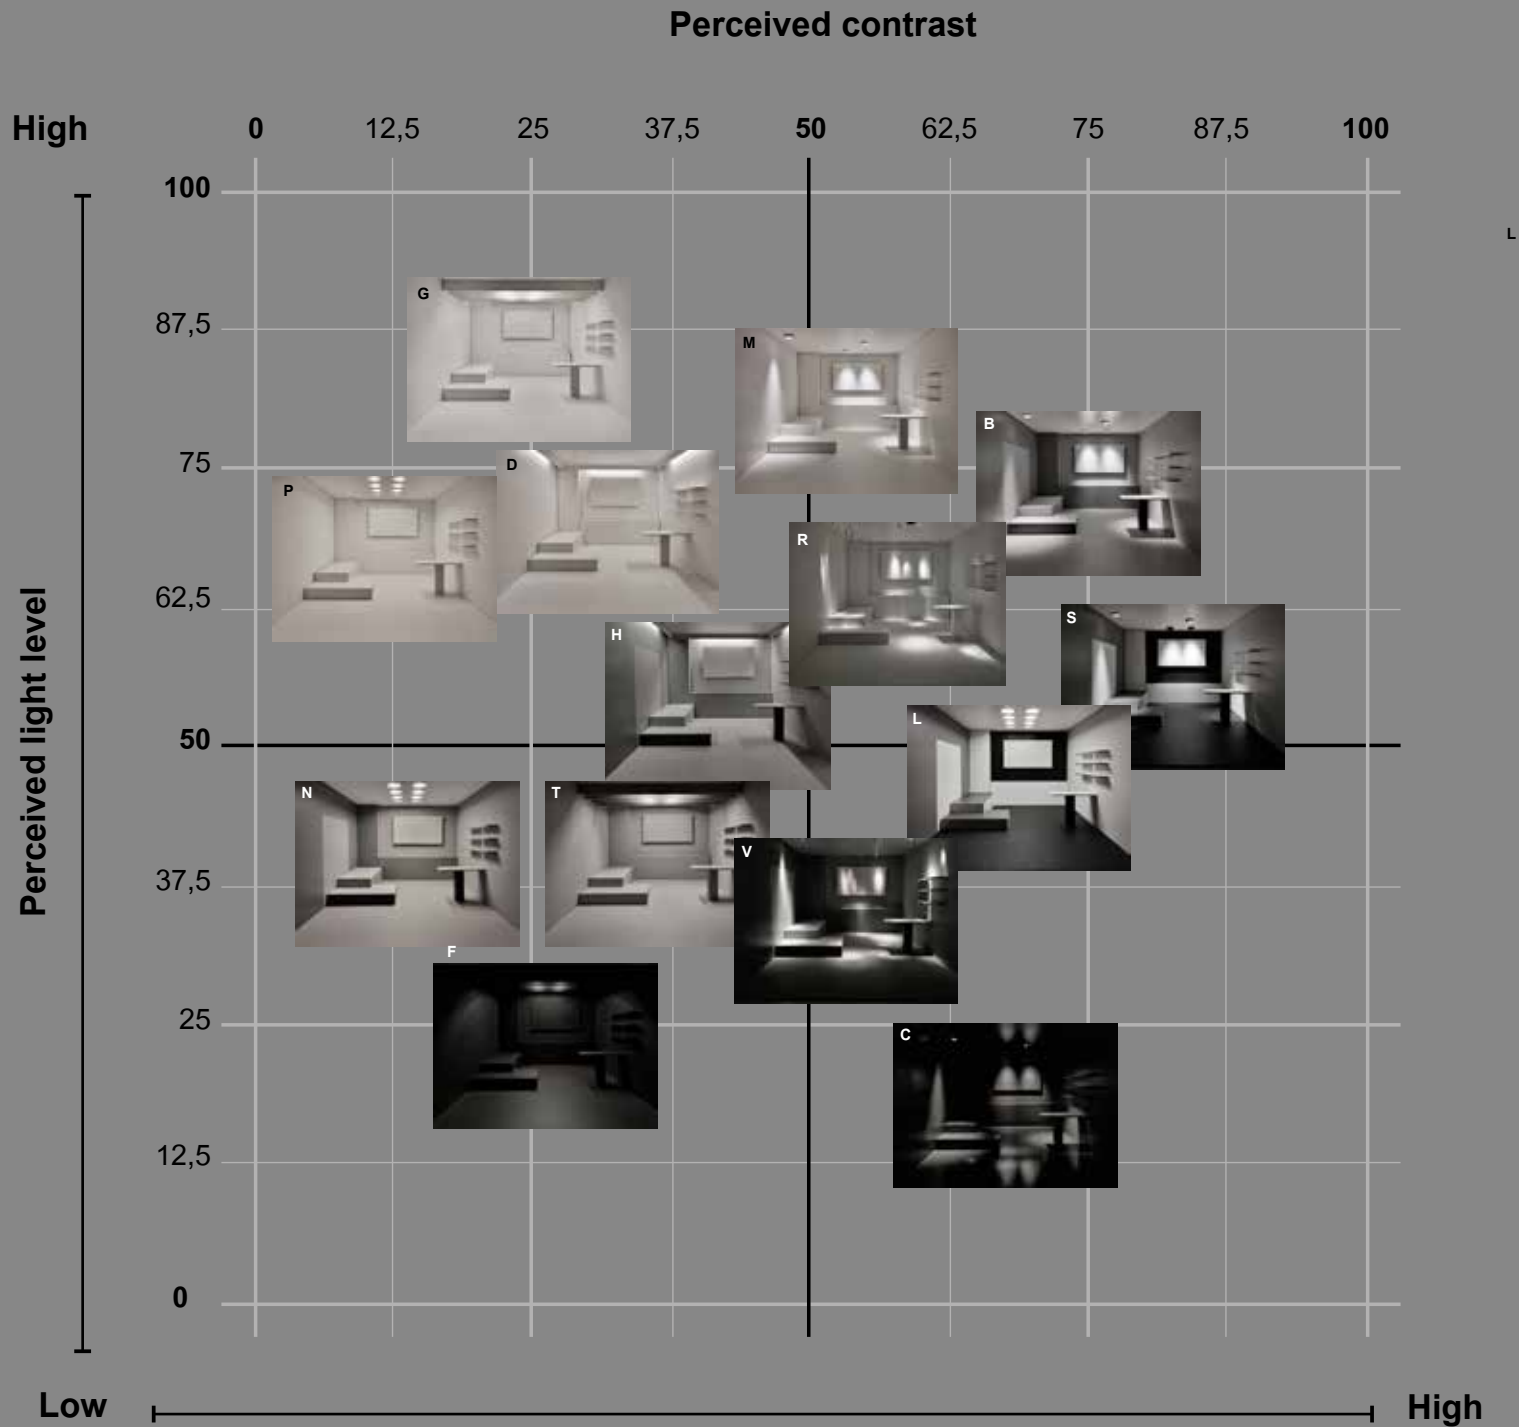 Perceived contrast
High 0 12,5 25 37,5 50 62,5 75 87,5 100
100
L
G
87,5
M
B
75
D
P
R
62,5
S
H
L
50
N
T
V
37,5
F
25
C
12,5
0
Perceived light level
Low
High